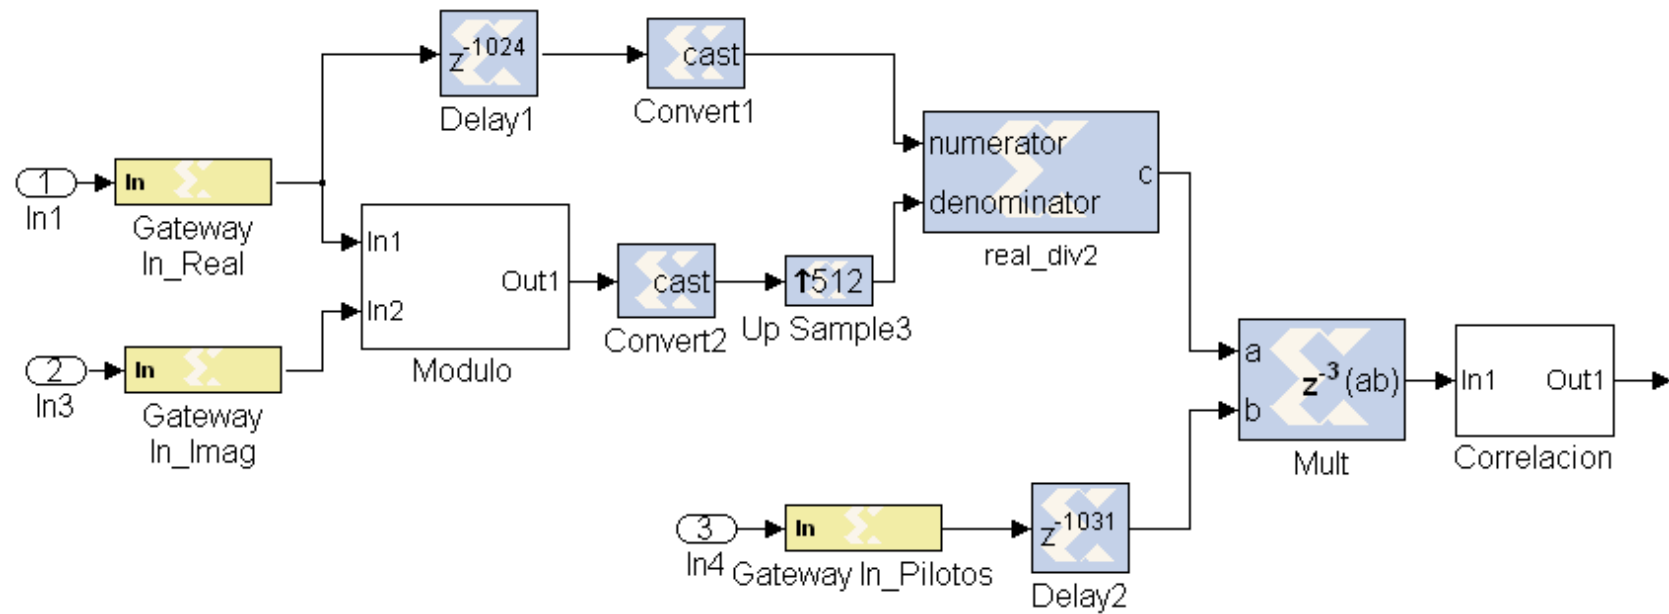 z-1024
Delay1
cast
Convert1
numerator
denominator
c
real_div2
1
In1
In
Gateway
In_Real
In1
In2
Out1
Modulo
cast
Convert2
↑512
Up Sample3
2
In3
In
Gateway
In_Imag
a
b
z-3 (ab)
Mult
In1
Out1
Correlacion
3
In4
In
Gateway In_Pilotos
z-1031
Delay2